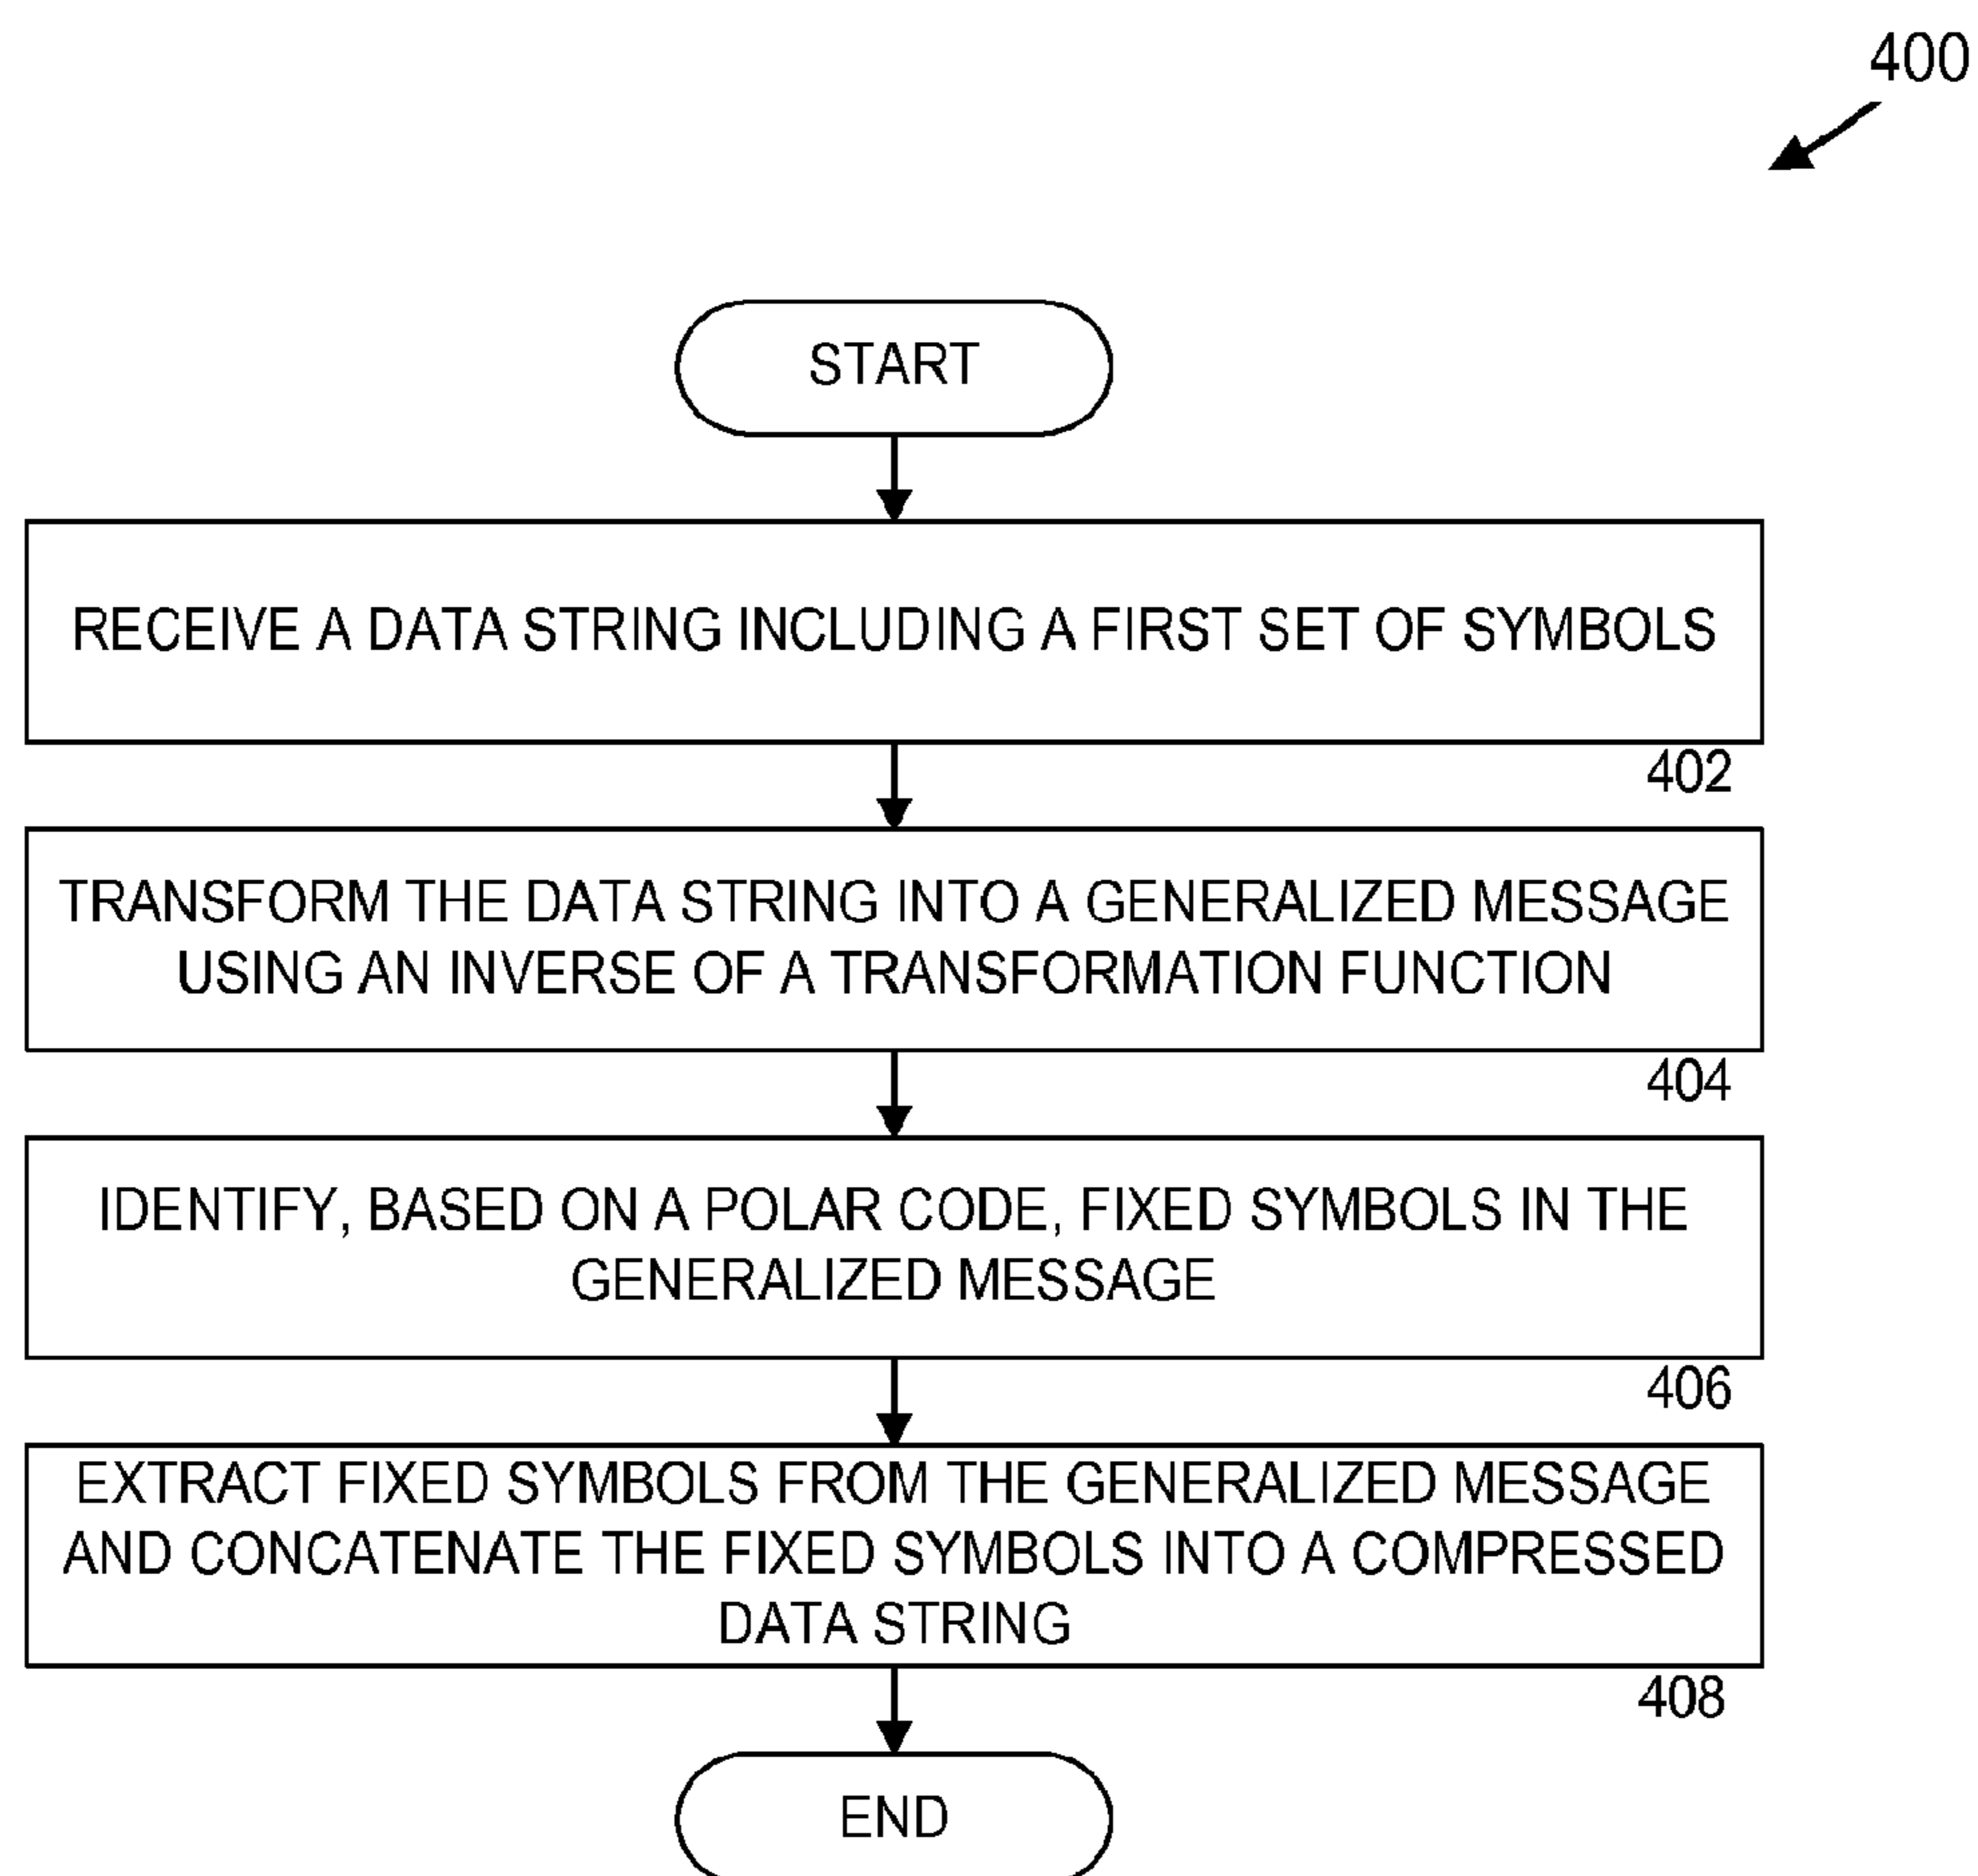 400
START
RECEIVE A DATA STRING INCLUDING A FIRST SET OF SYMBOLS
402
TRANSFORM THE DATA STRING INTO A GENERALIZED MESSAGE
USING AN INVERSE OF A TRANSFORMATION FUNCTION
404
IDENTIFY, BASED ON A POLAR CODE, FIXED SYMBOLS IN THE
GENERALIZED MESSAGE
406
EXTRACT FIXED SYMBOLS FROM THE GENERALIZED MESSAGE
AND CONCATENATE THE FIXED SYMBOLS INTO A COMPRESSED
DATA STRING
408
END